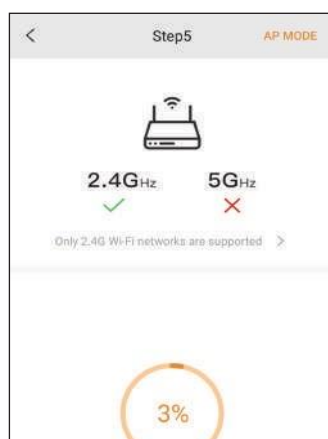 Step5 AP MODE
2.4GHz 5GHz
Only 2.4G Wi-Fi networks are supported
3%